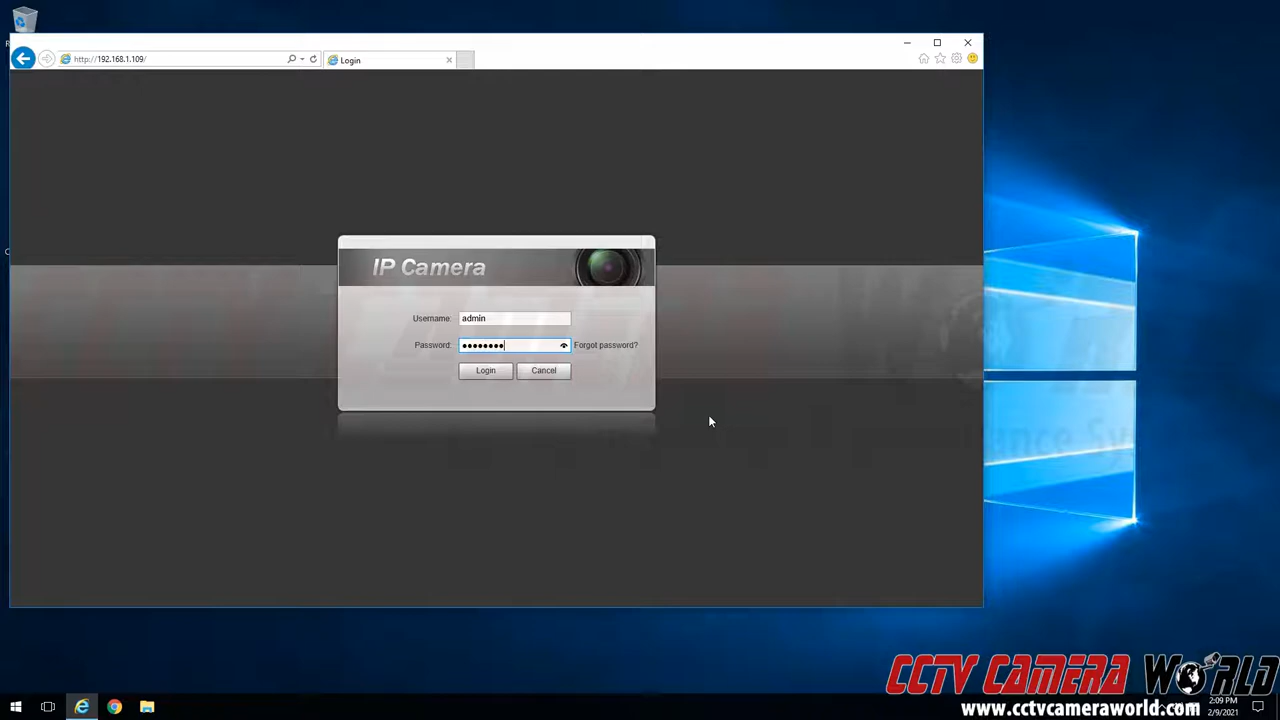 http://192.168.1.109/
Login
IP Camera
Username: admin
Password: ••••••••
Forgot password?
Login
Cancel
CCTV CAMERA WORLD
www.cctvcameraworld.com
2:09 PM
2/9/2021